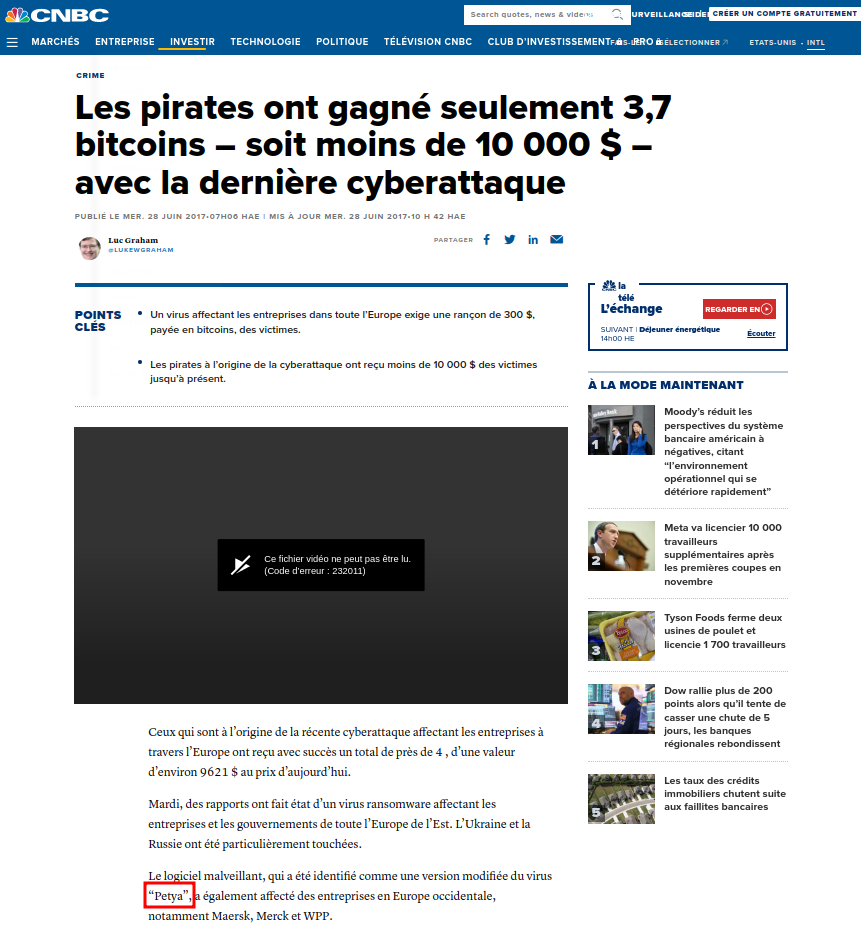 CNBC
Search quotes, news & videos
CRÉER UN COMPTE GRATUITEMENT
MARCHÉS ENTREPRISE INVESTIR TECHNOLOGIE POLITIQUE TÉLÉVISION CNBC CLUB D'INVESTISSEMENT PRO
SÉLECTIONNER ETATS-UNIS • INTL
CRIME
Les pirates ont gagné seulement 3,7
bitcoins – soit moins de 10 000 $ –
avec la dernière cyberattaque
PUBLIÉ LE MER. 28 JUIN 2017•07H06 HAE | MIS À JOUR MER. 28 JUIN 2017•10 H 42 HAE
Luc Graham
@LUKEWGRAHAM
PARTAGER
POINTS
CLÉS
Un virus affectant les entreprises dans toute l'Europe exige une rançon de 300 $,
payée en bitcoins, des victimes.
Les pirates à l'origine de la cyberattaque ont reçu moins de 10 000 $ des victimes
jusqu'à présent.
Ce fichier vidéo ne peut pas être lu.
(Code d'erreur : 232011)
Ceux qui sont à l'origine de la récente cyberattaque affectant les entreprises à
travers l'Europe ont reçu avec succès un total de près de 4 , d'une valeur
d'environ 9621 $ au prix d'aujourd'hui.
Mardi, des rapports ont fait état d'un virus ransomware affectant les
entreprises et les gouvernements de toute l'Europe de l'Est. L'Ukraine et la
Russie ont été particulièrement touchées.
Le logiciel malveillant, qui a été identifié comme une version modifiée du virus
“Petya”, a également affecté des entreprises en Europe occidentale,
notamment Maersk, Merck et WPP.
la
télé
L'échange
REGARDER EN
SUIVANT | Déjeuner énergétique
14h00 HE
Écouter
À LA MODE MAINTENANT
1
Moody's réduit les
perspectives du système
bancaire américain à
négatives, citant
“l'environnement
opérationnel qui se
détériore rapidement”
2
Meta va licencier 10 000
travailleurs
supplémentaires après
les premières coupes en
novembre
3
Tyson Foods ferme deux
usines de poulet et
licencie 1 700 travailleurs
4
Dow rallie plus de 200
points alors qu'il tente de
casser une chute de 5
jours, les banques
régionales rebondissent
5
Les taux des crédits
immobiliers chutent suite
aux faillites bancaires